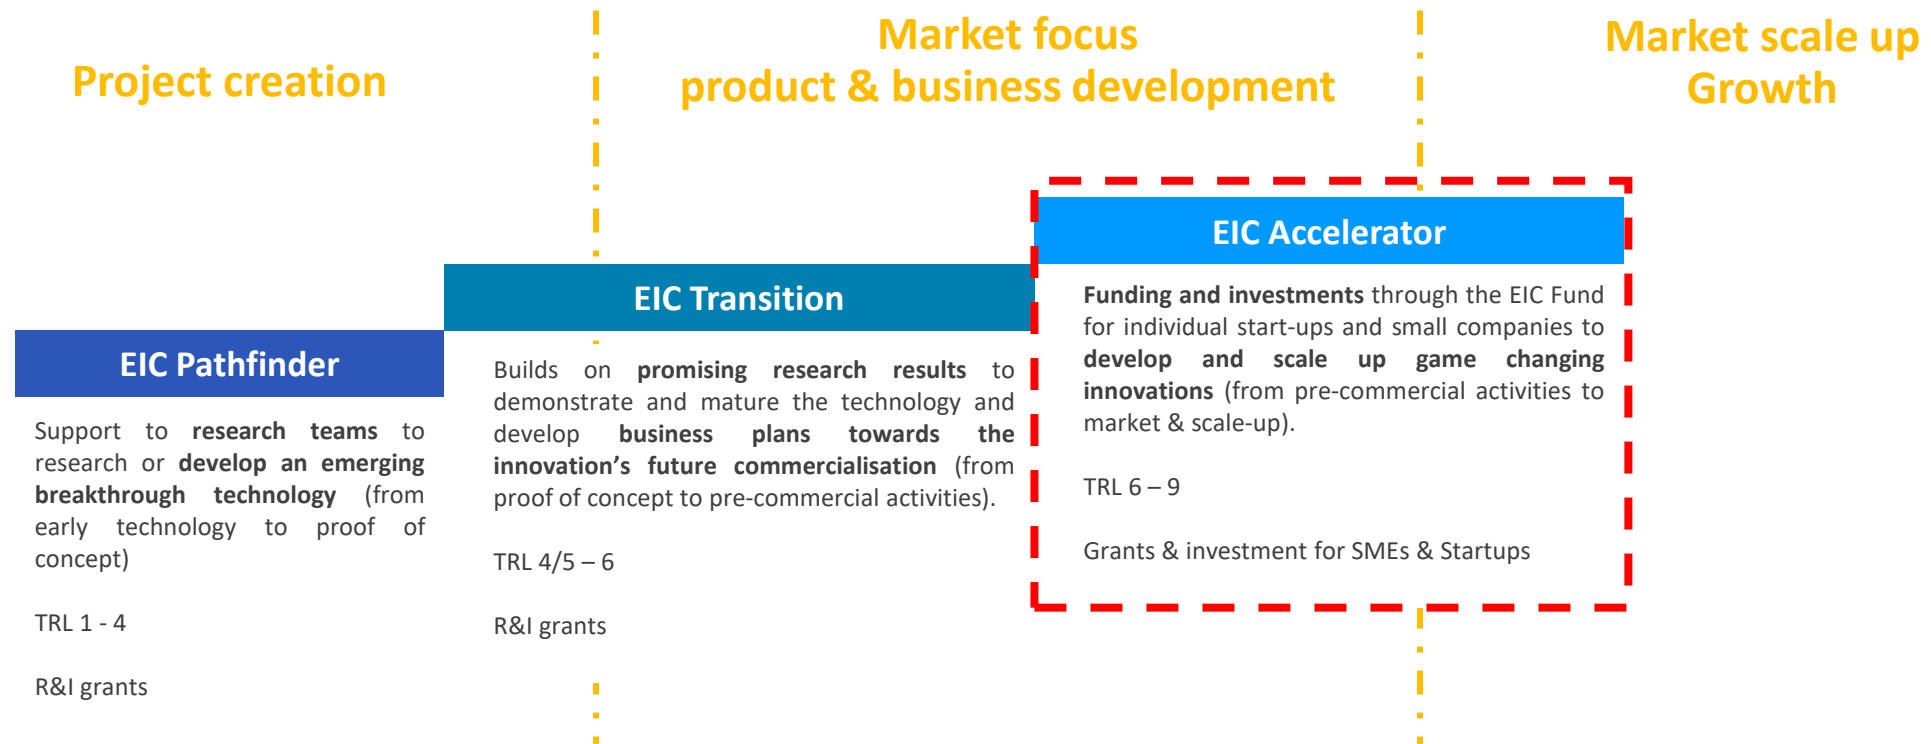 Project creation
Market focus
product & business development
Market scale up
Growth
EIC Pathfinder
Support to research teams to
research or develop an emerging
breakthrough technology (from
early technology to proof of
concept)
TRL 1 - 4
R&I grants
EIC Transition
Builds on promising research results to
demonstrate and mature the technology and
develop business plans towards the
innovation’s future commercialisation (from
proof of concept to pre-commercial activities).
TRL 4/5 – 6
R&I grants
EIC Accelerator
Funding and investments through the EIC Fund
for individual start-ups and small companies to
develop and scale up game changing
innovations (from pre-commercial activities to
market & scale-up).
TRL 6 – 9
Grants & investment for SMEs & Startups